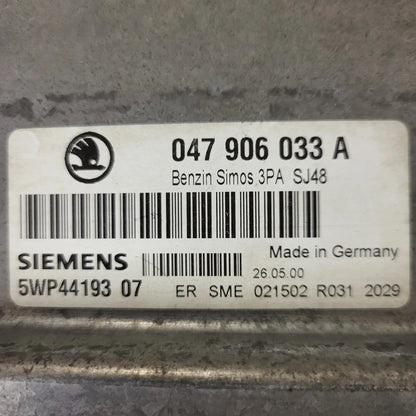 047 906 033 A
Benzin Simos 3PA SJ48
Made in Germany
SIEMENS
26.05.00
5WP44193 07 ER SME 021502 R031 2029